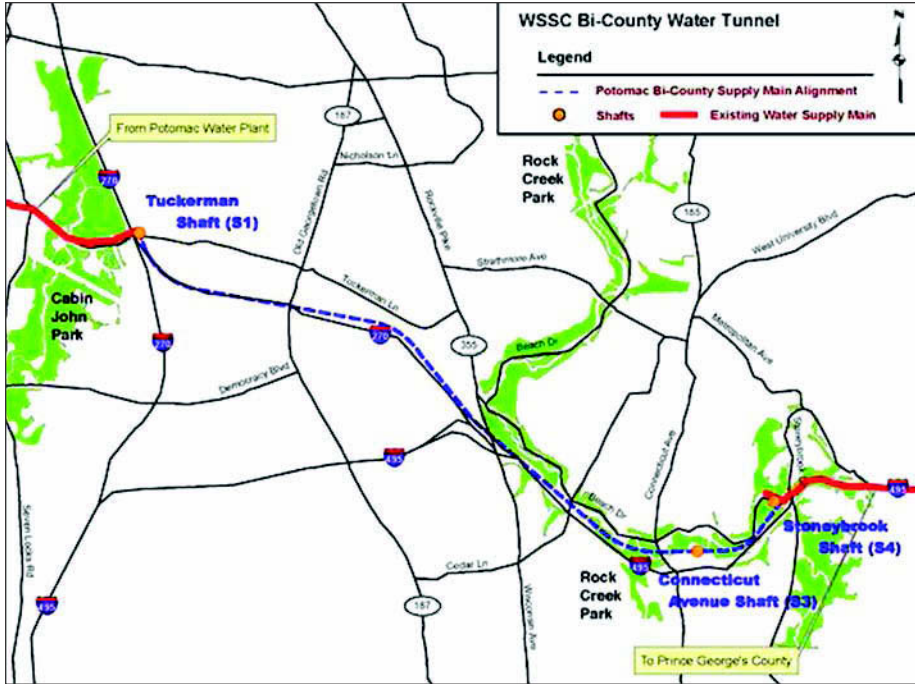 WSSC Bi-County Water Tunnel
N
Legend
Potomac Bi-County Supply Main Alignment
Shafts
Existing Water Supply Main
From Potomac Water Plant
187
Nicholson Ln
Rock
Creek
Park
270
Tuckerman
Shaft (S1)
Old Georgetown Rd
Rockville Pike
185
West University Blvd
Strathmore Ave
Cabin
John
Park
Tuckerman Ln
Metropolitan Ave
270
270
355
Beach Dr
Democracy Blvd
Connecticut Ave
Stoneybrook
495
495
Beach Dr
Stoneybrook
Shaft (S4)
Seven Locks Rd
Cedar Ln
Rock
Creek
Park
495
Connecticut
Avenue Shaft (S3)
495
187
Wisconsin Ave
To Prince George's County